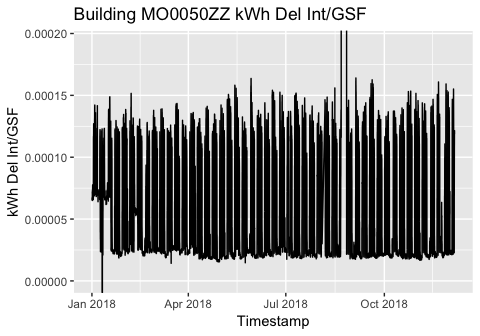 Building MO0050ZZ kWh Del Int/GSF
0.00020
0.00015
0.00010
0.00005
0.00000
kWh Del Int/GSF
Jan 2018 Apr 2018 Jul 2018 Oct 2018
Timestamp